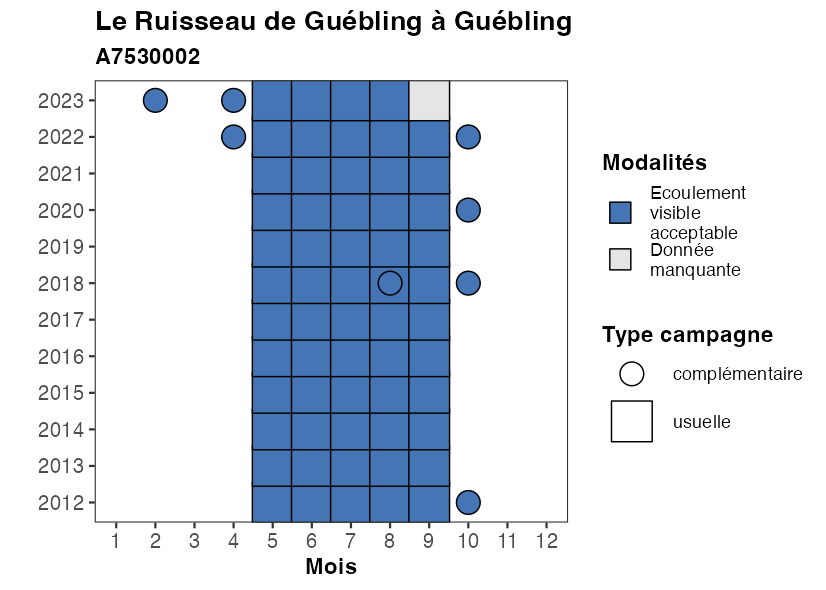 Le Ruisseau de Guébling à Guébling
A7530002
2023
2022
2021
2020
2019
2018
2017
2016
2015
2014
2013
2012
1 2 3 4 5 6 7 8 9 10 11 12
Mois
Modalités
Ecoulement
visible
acceptable
Donnée
manquante
Type campagne
complémentaire
usuelle